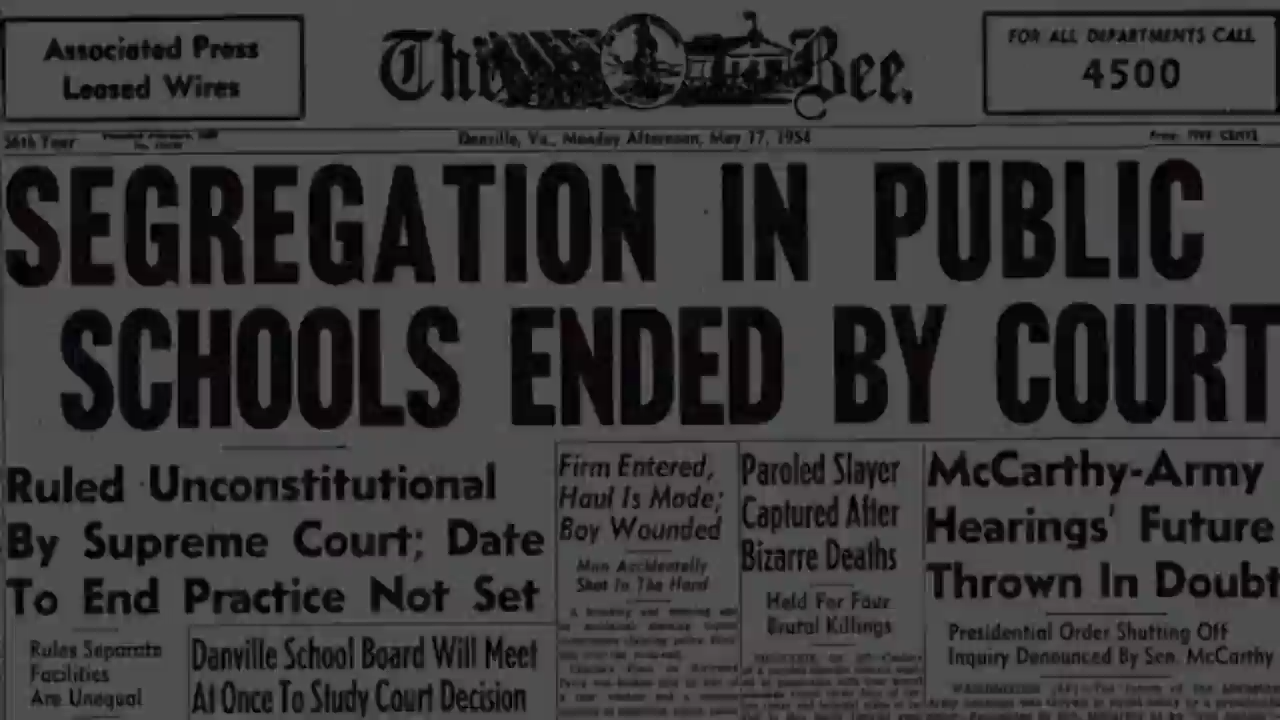 Associated Press
Leased Wires
The Bee.
FOR ALL DEPARTMENTS CALL
4500
56th Year
Danville, Va., Monday Afternoon, May 17, 1954
FIVE CENTS
SEGREGATION IN PUBLIC
SCHOOLS ENDED BY COURT
Ruled Unconstitutional
By Supreme Court; Date
To End Practice Not Set
Rules Separate
Facilities
Are Unequal
Danville School Board Will Meet
At Once To Study Court Decision
Firm Entered,
Haul Is Made;
Boy Wounded
Man Accidentally
Shot In The Hand
Paroled Slayer
Captured After
Bizarre Deaths
Held For Four
Brutal Killings
McCarthy-Army
Hearings' Future
Thrown In Doubt
Presidential Order Shutting Off
Inquiry Denounced By Sen. McCarthy